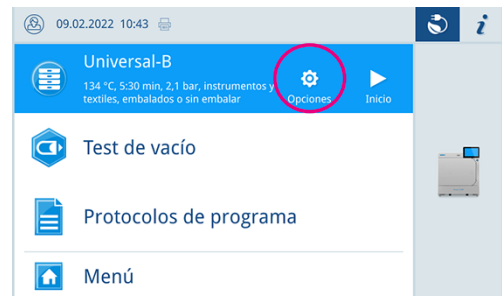 09.02.2022 10:43
i
Universal-B
134 °C, 5:30 min, 2,1 bar, instrumentos y
textiles, embalados o sin embalar
Opciones
Inicio
Test de vacío
Protocolos de programa
Menú